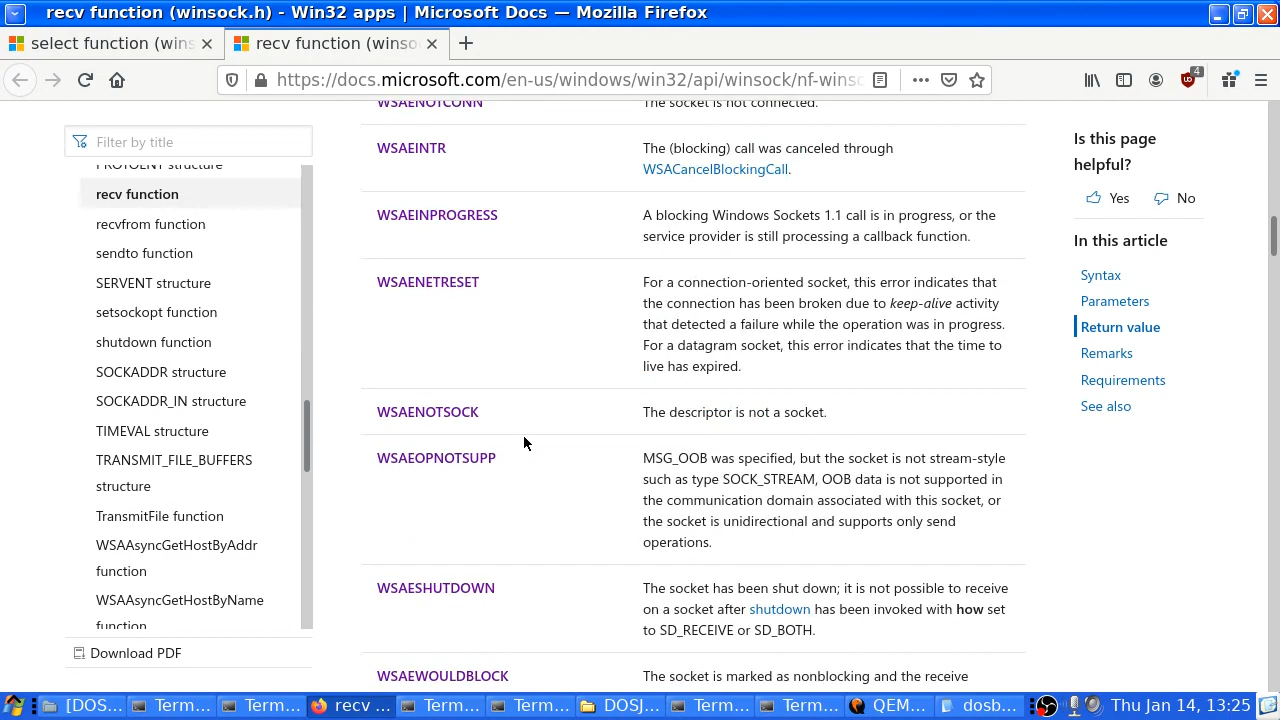 recv function (winsock.h) - Win32 apps | Microsoft Docs — Mozilla Firefox
select function (wins
recv function (winso
https://docs.microsoft.com/en-us/windows/win32/api/winsock/nf-winso
4
Filter by title
PROTOENT structure
recv function
recvfrom function
sendto function
SERVENT structure
setsockopt function
shutdown function
SOCKADDR structure
SOCKADDR_IN structure
TIMEVAL structure
TRANSMIT_FILE_BUFFERS
structure
TransmitFile function
WSAAsyncGetHostByAddr
function
WSAAsyncGetHostByName
function
Download PDF
WSAENOTCONN The socket is not connected.
WSAEINTR The (blocking) call was canceled through
WSACancelBlockingCall.
WSAEINPROGRESS A blocking Windows Sockets 1.1 call is in progress, or the
service provider is still processing a callback function.
WSAENETRESET For a connection-oriented socket, this error indicates that
the connection has been broken due to keep-alive activity
that detected a failure while the operation was in progress.
For a datagram socket, this error indicates that the time to
live has expired.
WSAENOTSOCK The descriptor is not a socket.
WSAEOPNOTSUPP MSG_OOB was specified, but the socket is not stream-style
such as type SOCK_STREAM, OOB data is not supported in
the communication domain associated with this socket, or
the socket is unidirectional and supports only send
operations.
WSAESHUTDOWN The socket has been shut down; it is not possible to receive
on a socket after shutdown has been invoked with how set
to SD_RECEIVE or SD_BOTH.
WSAEWOULDBLOCK The socket is marked as nonblocking and the receive
Is this page
helpful?
Yes No
In this article
Syntax
Parameters
Return value
Remarks
Requirements
See also
[DOS... Term... Term... recv ... Term... Term... DOSJ... Term... Term... QEM... dosb... Thu Jan 14, 13:25